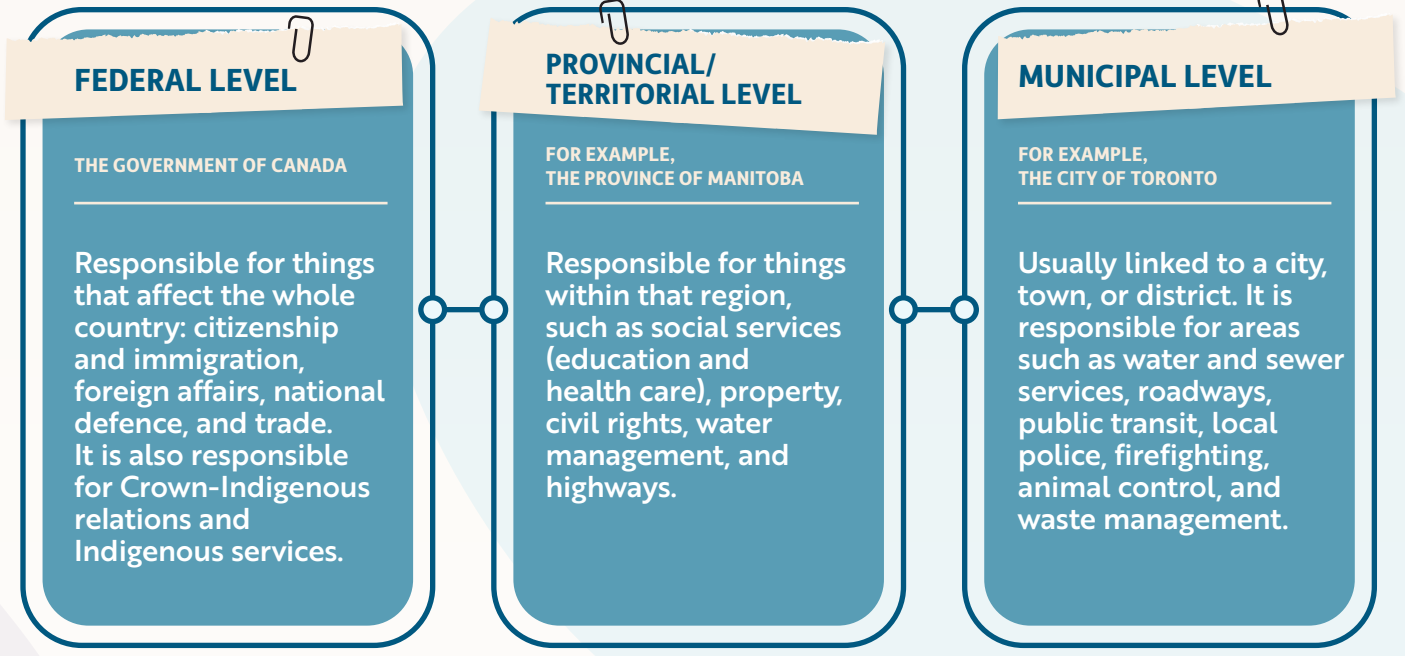 FEDERAL LEVEL
THE GOVERNMENT OF CANADA
Responsible for things
that affect the whole
country: citizenship
and immigration,
foreign affairs, national
defence, and trade.
It is also responsible
for Crown-Indigenous
relations and
Indigenous services.
PROVINCIAL/
TERRITORIAL LEVEL
FOR EXAMPLE,
THE PROVINCE OF MANITOBA
Responsible for things
within that region,
such as social services
(education and
health care), property,
civil rights, water
management, and
highways.
MUNICIPAL LEVEL
FOR EXAMPLE,
THE CITY OF TORONTO
Usually linked to a city,
town, or district. It is
responsible for areas
such as water and sewer
services, roadways,
public transit, local
police, firefighting,
animal control, and
waste management.